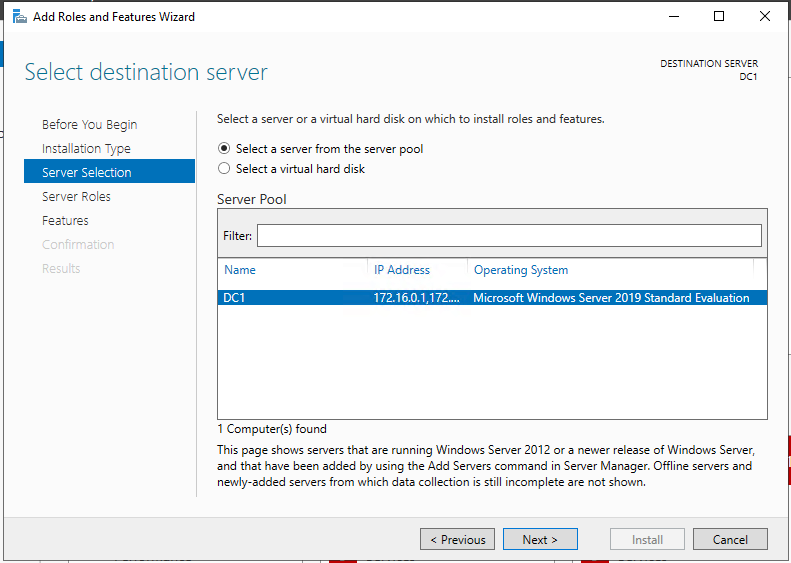 Add Roles and Features Wizard
Select destination server
DESTINATION SERVER
DC1
Before You Begin
Installation Type
Server Selection
Server Roles
Features
Confirmation
Results
Select a server or a virtual hard disk on which to install roles and features.
Select a server from the server pool
Select a virtual hard disk
Server Pool
Filter:
Name IP Address Operating System
DC1 172.16.0.1,172.... Microsoft Windows Server 2019 Standard Evaluation
1 Computer(s) found
This page shows servers that are running Windows Server 2012 or a newer release of Windows Server,
and that have been added by using the Add Servers command in Server Manager. Offline servers and
newly-added servers from which data collection is still incomplete are not shown.
< Previous Next > Install Cancel